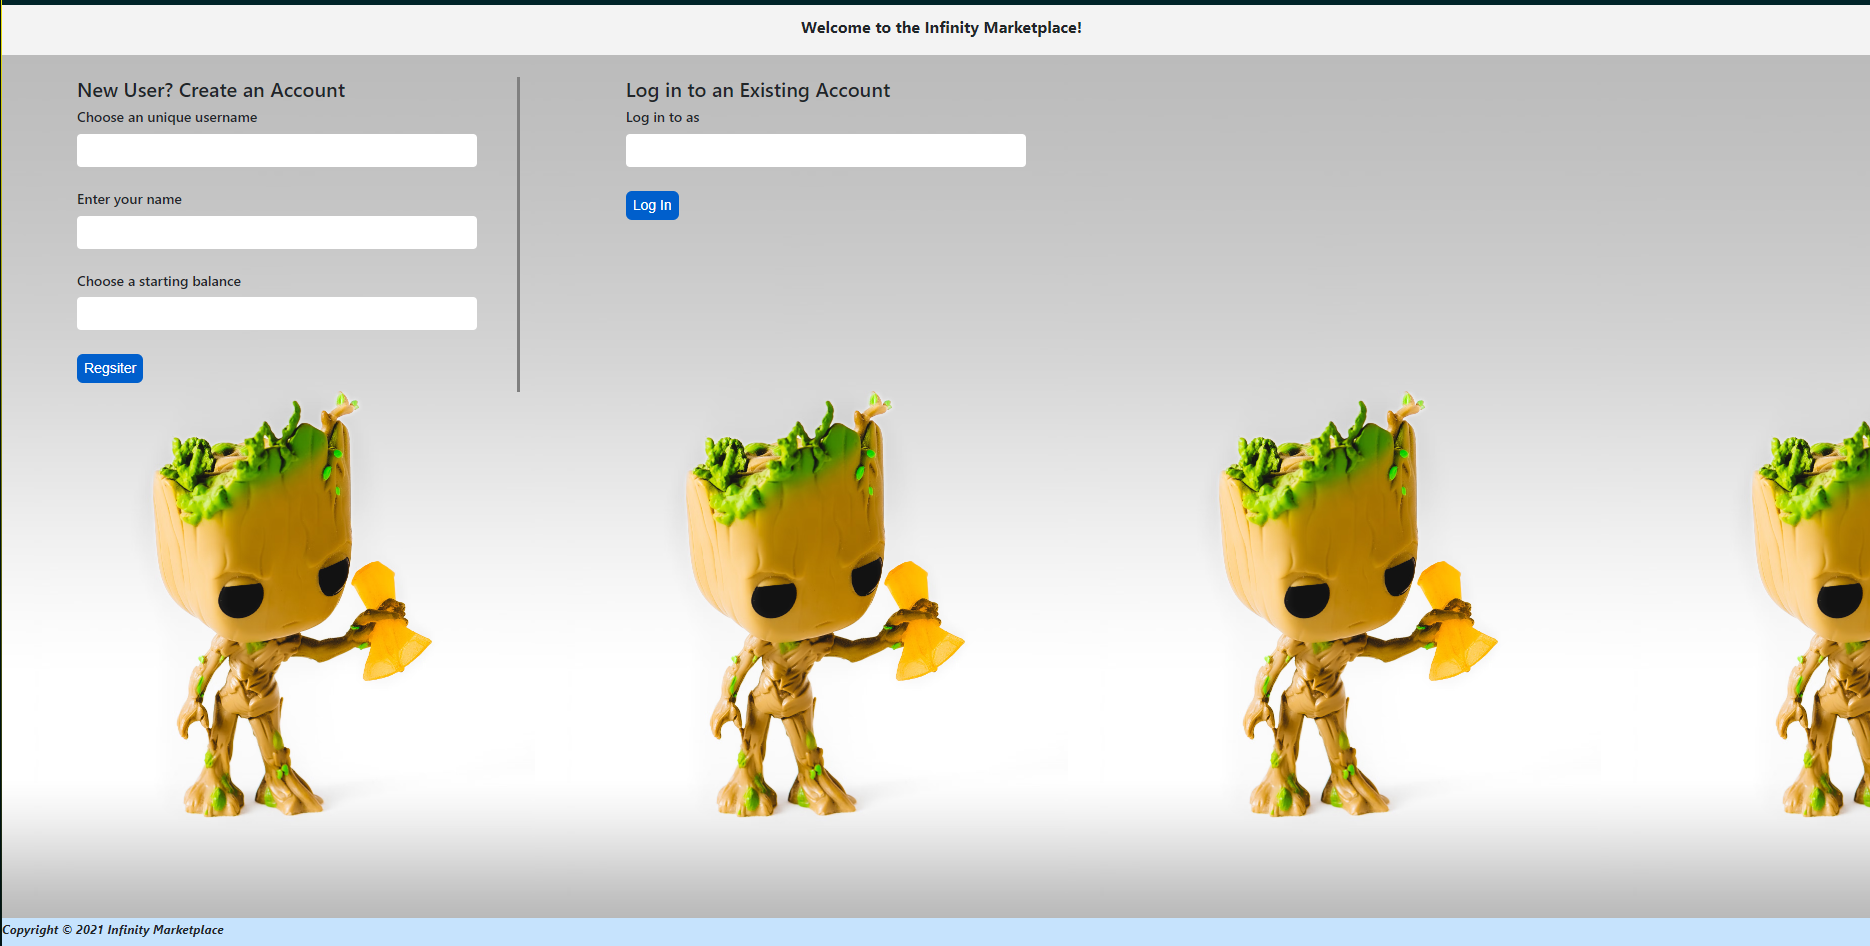 Welcome to the Infinity Marketplace!
New User? Create an Account
Choose an unique username
Enter your name
Choose a starting balance
Regsiter
Log in to an Existing Account
Log in to as
Log In
Copyright © 2021 Infinity Marketplace